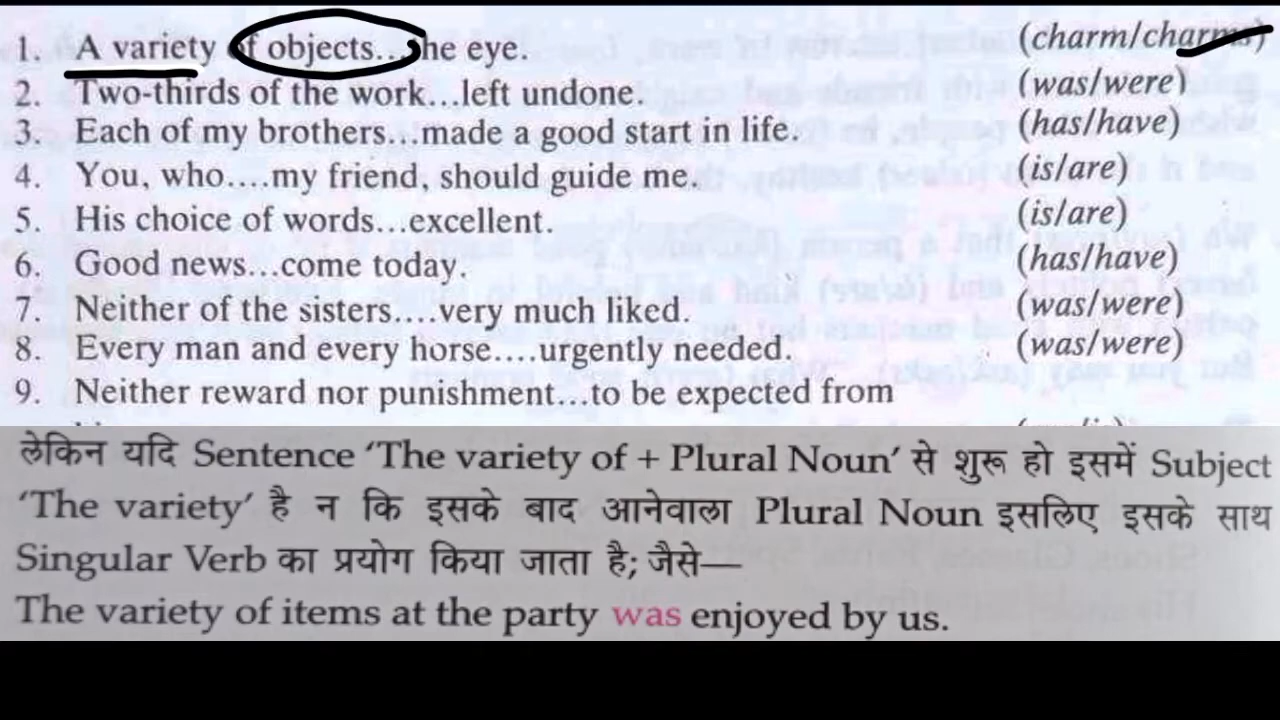 1. A variety of objects...the eye. (charm/charms)
2. Two-thirds of the work...left undone. (was/were)
3. Each of my brothers...made a good start in life. (has/have)
4. You, who....my friend, should guide me. (is/are)
5. His choice of words...excellent. (is/are)
6. Good news...come today. (has/have)
7. Neither of the sisters....very much liked. (was/were)
8. Every man and every horse....urgently needed. (was/were)
9. Neither reward nor punishment...to be expected from
लेकिन यदि Sentence ‘The variety of + Plural Noun’ से शुरू हो इसमें Subject
‘The variety’ है न कि इसके बाद आनेवाला Plural Noun इसलिए इसके साथ
Singular Verb का प्रयोग किया जाता है; जैसे—
The variety of items at the party was enjoyed by us.